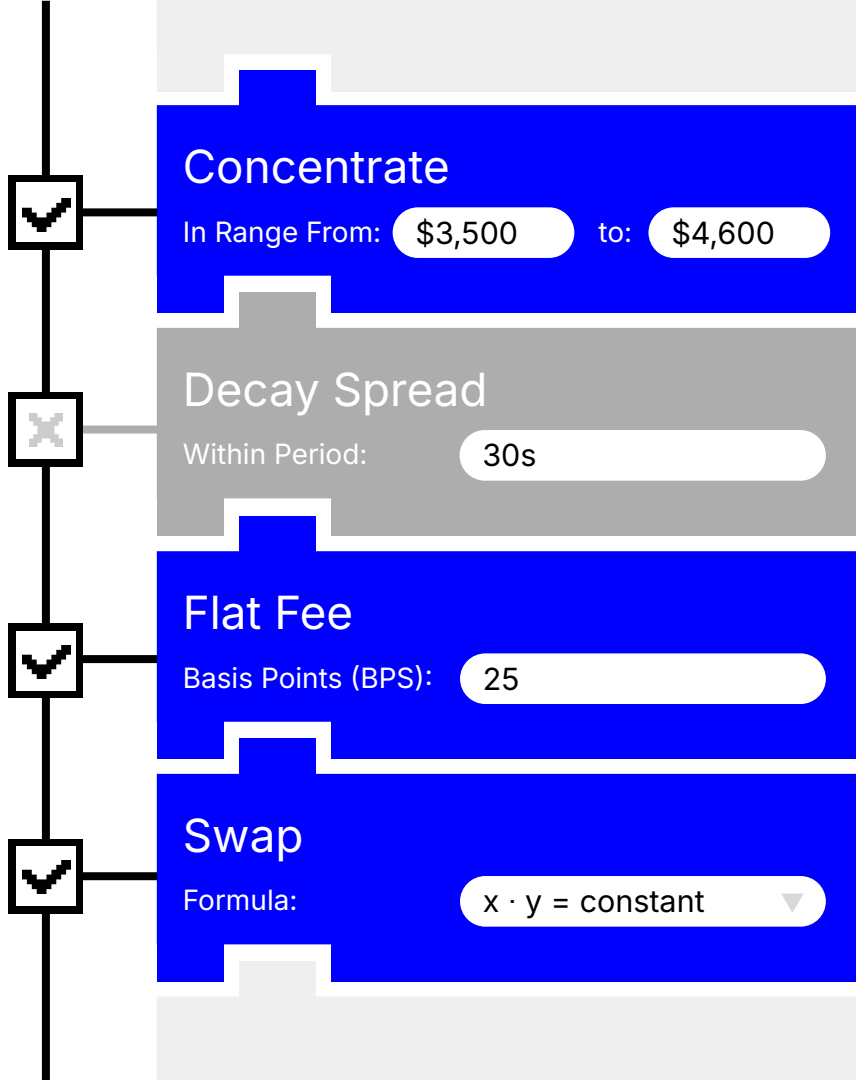 Concentrate
In Range From: $3,500 to: $4,600
Decay Spread
Within Period: 30s
Flat Fee
Basis Points (BPS): 25
Swap
Formula: x · y = constant